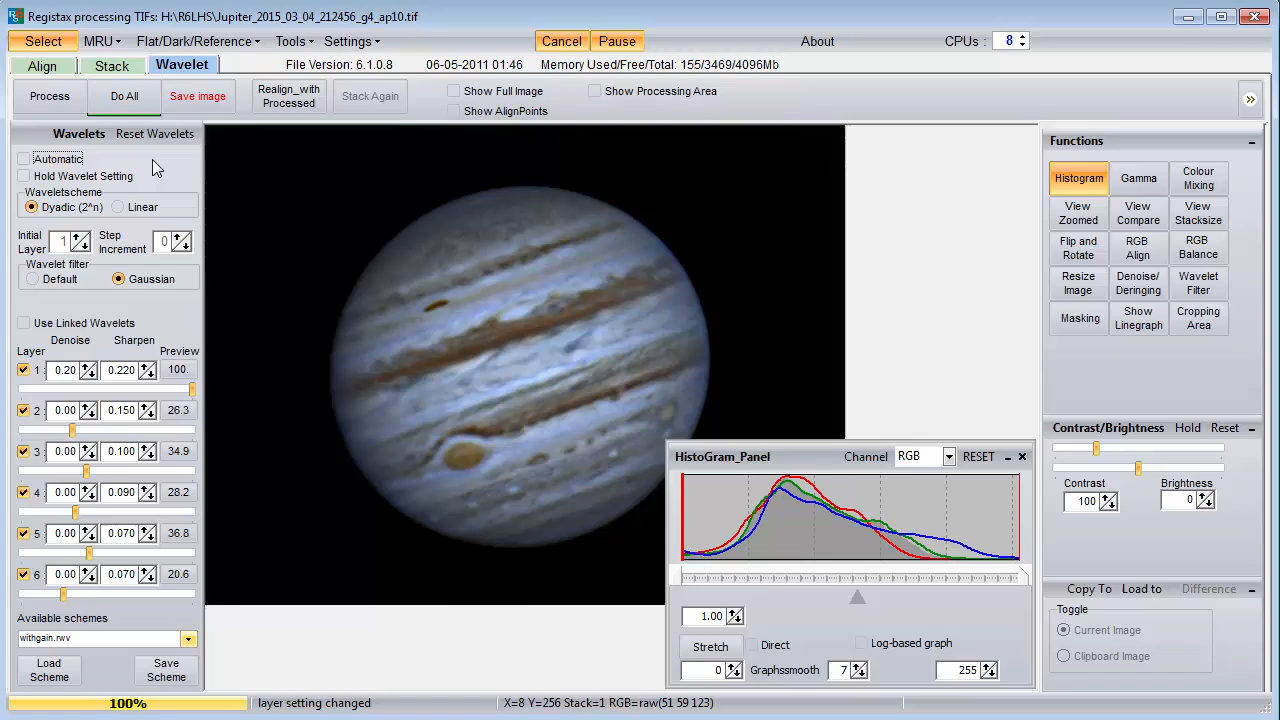 Registax processing TIFs: H:\R6LHS\Jupiter_2015_03_04_212456_g4_ap10.tif
Select MRU Flat/Dark/Reference Tools Settings Cancel Pause About CPUs: 8
Align Stack Wavelet File Version: 6.1.0.8 06-05-2011 01:46 Memory Used/Free/Total: 155/3469/4096Mb
Process Do All Save image Realign_with Processed Stack Again Show Full Image Show Processing Area
Show AlignPoints
Wavelets Reset Wavelets
Automatic
Hold Wavelet Setting
Waveletscheme
Dyadic (2^n) Linear
Initial Layer 1 Step Increment 0
Wavelet filter
Default Gaussian
Use Linked Wavelets
Denoise Sharpen
Layer Preview
1 : 0.20 0.220 100.
2 : 0.00 0.150 26.3
3 : 0.00 0.100 34.9
4 : 0.00 0.090 28.2
5 : 0.00 0.070 36.8
6 : 0.00 0.070 20.6
Available schemes
withgain.rwv
Load Scheme Save Scheme
HistoGram_Panel Channel RGB RESET
1.00
Stretch Direct Log-based graph
0 Graphssmooth 7 255
Functions
Histogram Gamma Colour Mixing
View Zoomed View Compare View Stacksize
Flip and Rotate RGB Align RGB Balance
Resize Image Denoise/ Deringing Wavelet Filter
Masking Show Linegraph Cropping Area
Contrast/Brightness Hold Reset
Contrast Brightness
100 0
Copy To Load to Difference
Toggle
Current Image
Clipboard Image
100% layer setting changed X=8 Y=256 Stack=1 RGB=raw(51 59 123)